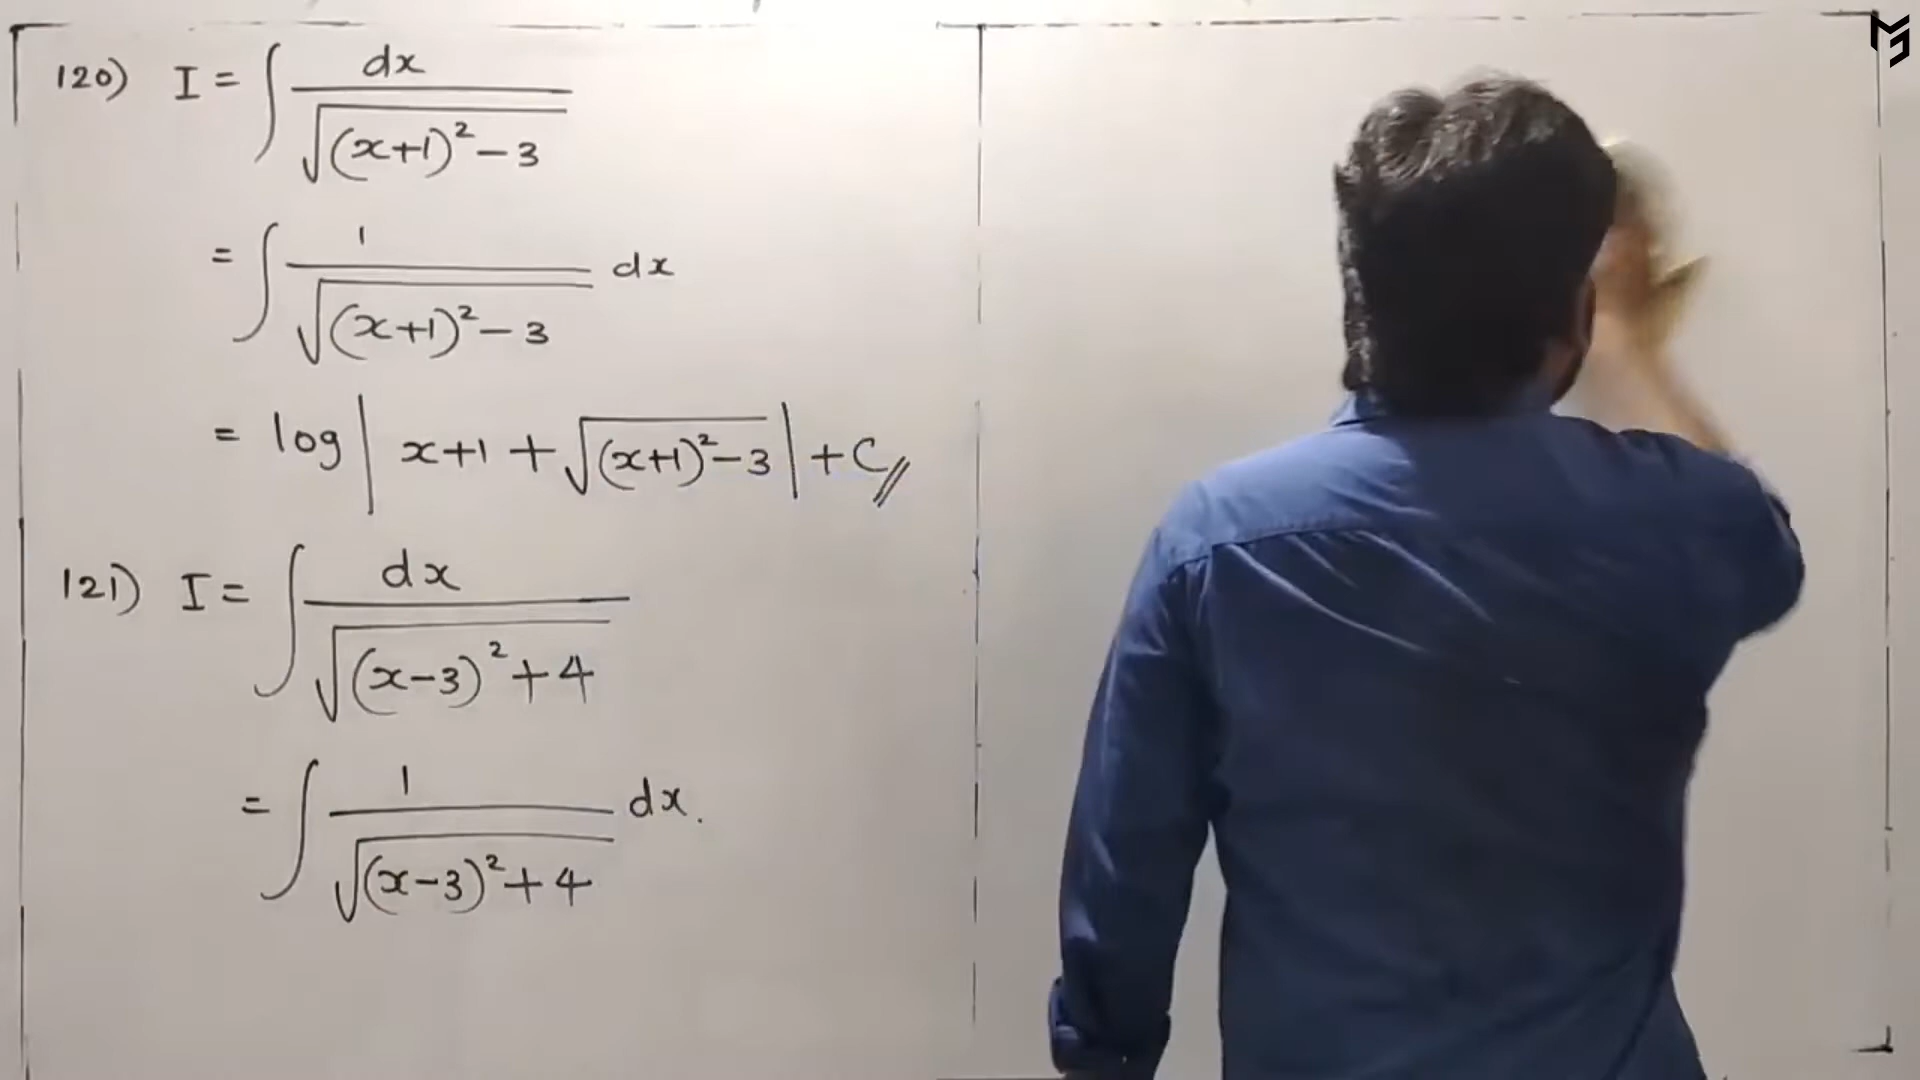 120) I = ∫ dx / √((x+1)² − 3)
= ∫ 1 / √((x+1)² − 3) dx
= log | x+1 + √((x+1)² − 3) | + C //
121) I = ∫ dx / √((x−3)² + 4)
= ∫ 1 / √((x−3)² + 4) dx.